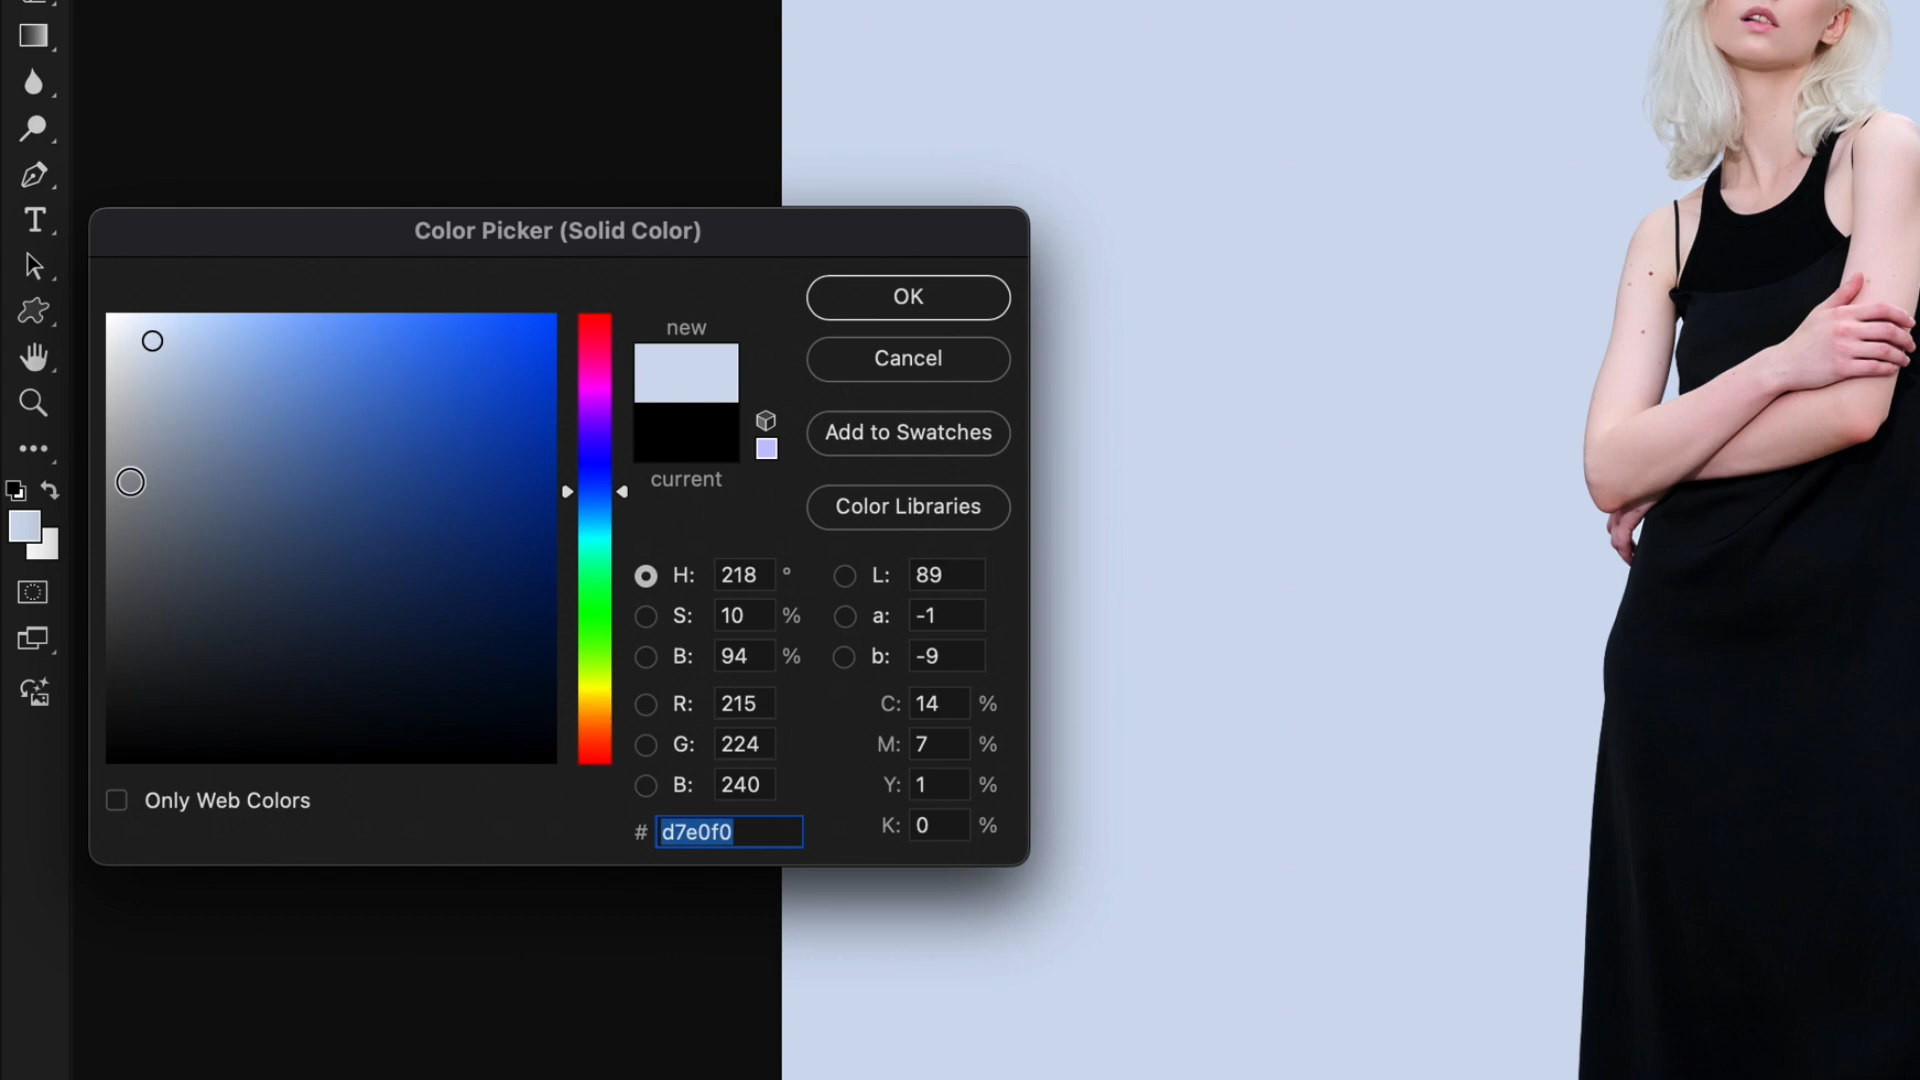 Color Picker (Solid Color)
OK
new
Cancel
Add to Swatches
current
Color Libraries
H: 218 ° L: 89
S: 10 % a: -1
B: 94 % b: -9
R: 215 C: 14 %
G: 224 M: 7 %
B: 240 Y: 1 %
Only Web Colors
# d7e0f0 K: 0 %